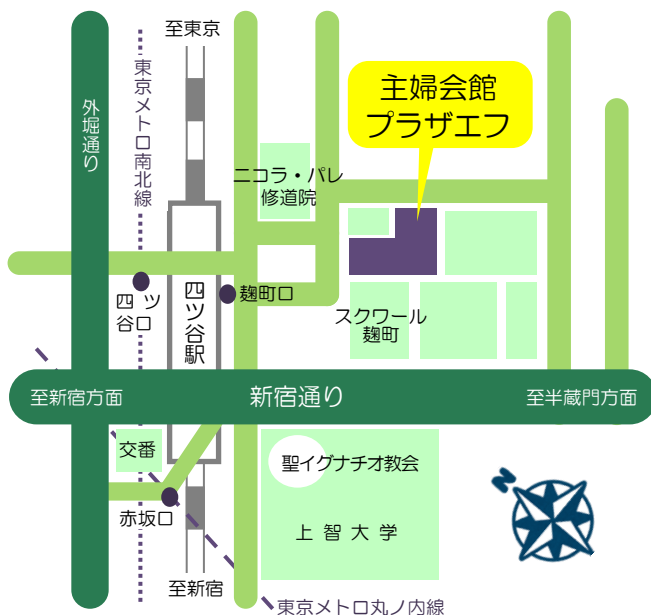 至東京
主婦会館
プラザエフ
外堀通り
東京メトロ南北線
ニコラ・パレ
修道院
四ツ
谷口
四ツ谷駅
麹町口
スクワール
麹町
至新宿方面
新宿通り
至半蔵門方面
交番
聖イグナチオ教会
赤坂口
上智大学
N
至新宿
東京メトロ丸ノ内線